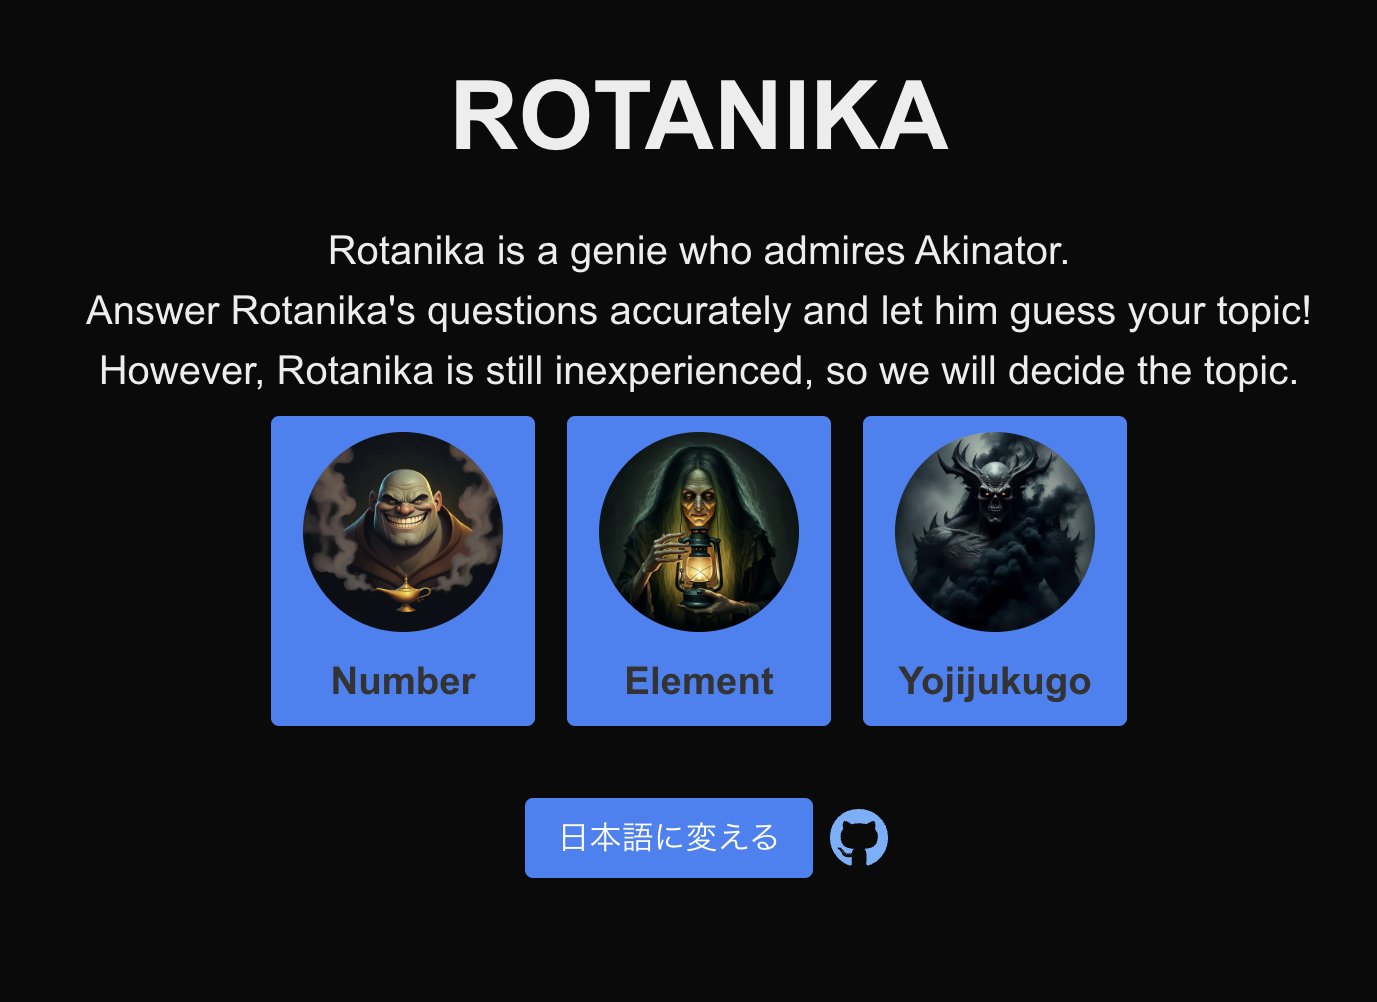 ROTANIKA
Rotanika is a genie who admires Akinator.
Answer Rotanika's questions accurately and let him guess your topic!
However, Rotanika is still inexperienced, so we will decide the topic.
Number
Element
Yojijukugo
日本語に変える